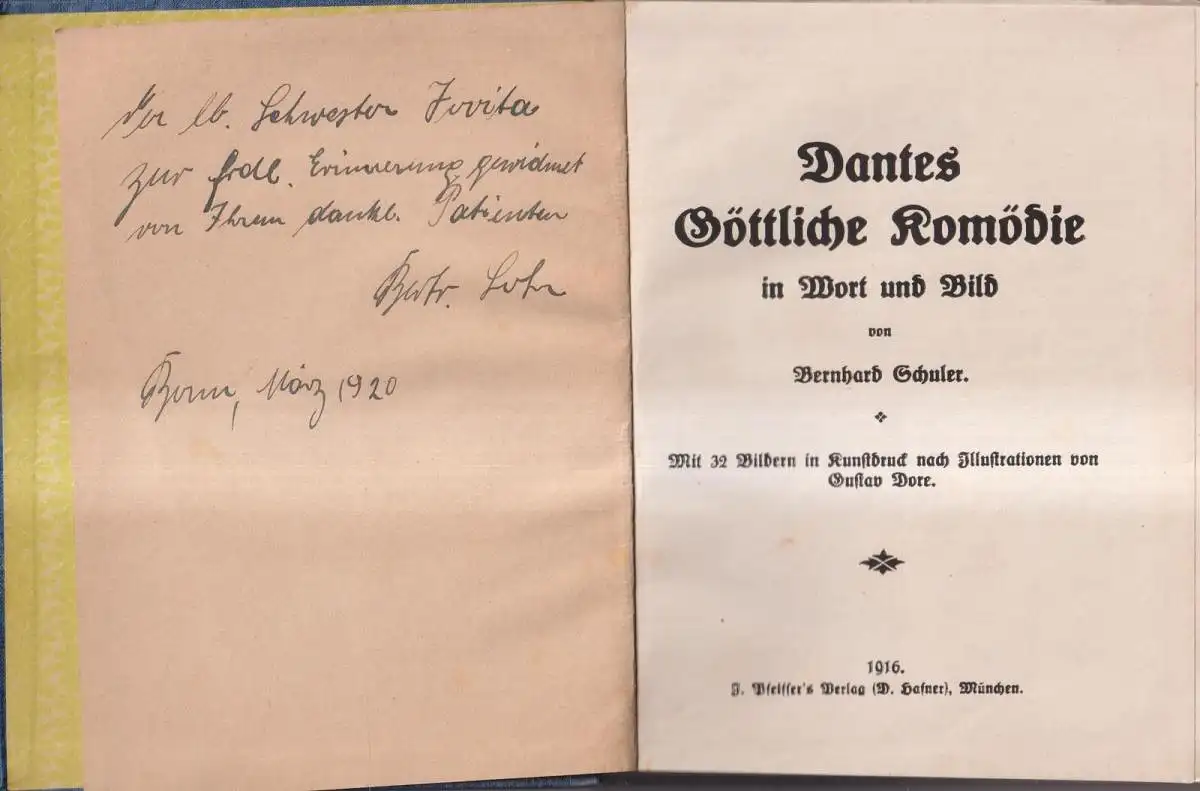 Der lb. Schwester Jovita
zur frdl. Erinnerung gewidmet
von Ihrem dankb. Patienten
Bonn, März 1920
Dantes
Göttliche Komödie
in Wort und Bild
von
Bernhard Schuler.
Mit 32 Bildern in Kunstdruck nach Illustrationen von
Gustav Dore.
1916.
J. Pfeiffer's Verlag (D. Hafner), München.